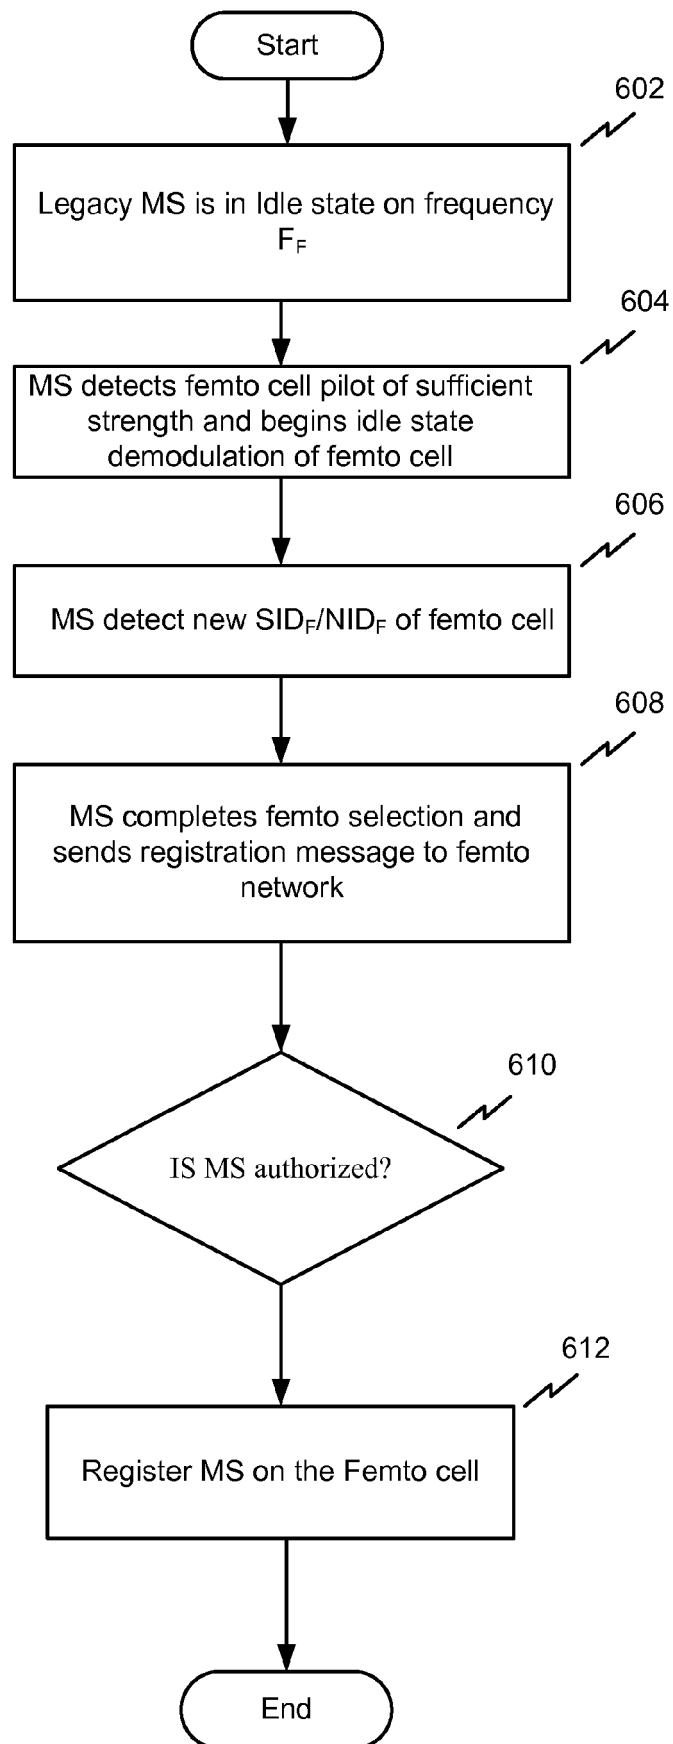 Start
602
Legacy MS is in Idle state on frequency
FF
604
MS detects femto cell pilot of sufficient
strength and begins idle state
demodulation of femto cell
606
MS detect new SIDF/NIDF of femto cell
608
MS completes femto selection and
sends registration message to femto
network
610
IS MS authorized?
612
Register MS on the Femto cell
End